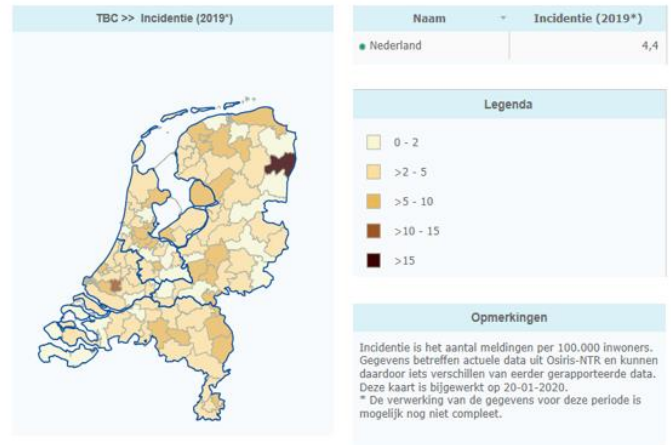 TBC >> Incidentie (2019*)
Naam
Incidentie (2019*)
Nederland
4,4
Legenda
0 - 2
>2 - 5
>5 - 10
>10 - 15
>15
Opmerkingen
Incidentie is het aantal meldingen per 100.000 inwoners.
Gegevens betreffen actuele data uit Osiris-NTR en kunnen
daardoor iets verschillen van eerder gerapporteerde data.
Deze kaart is bijgewerkt op 20-01-2020.
* De verwerking van de gegevens voor deze periode is
mogelijk nog niet compleet.